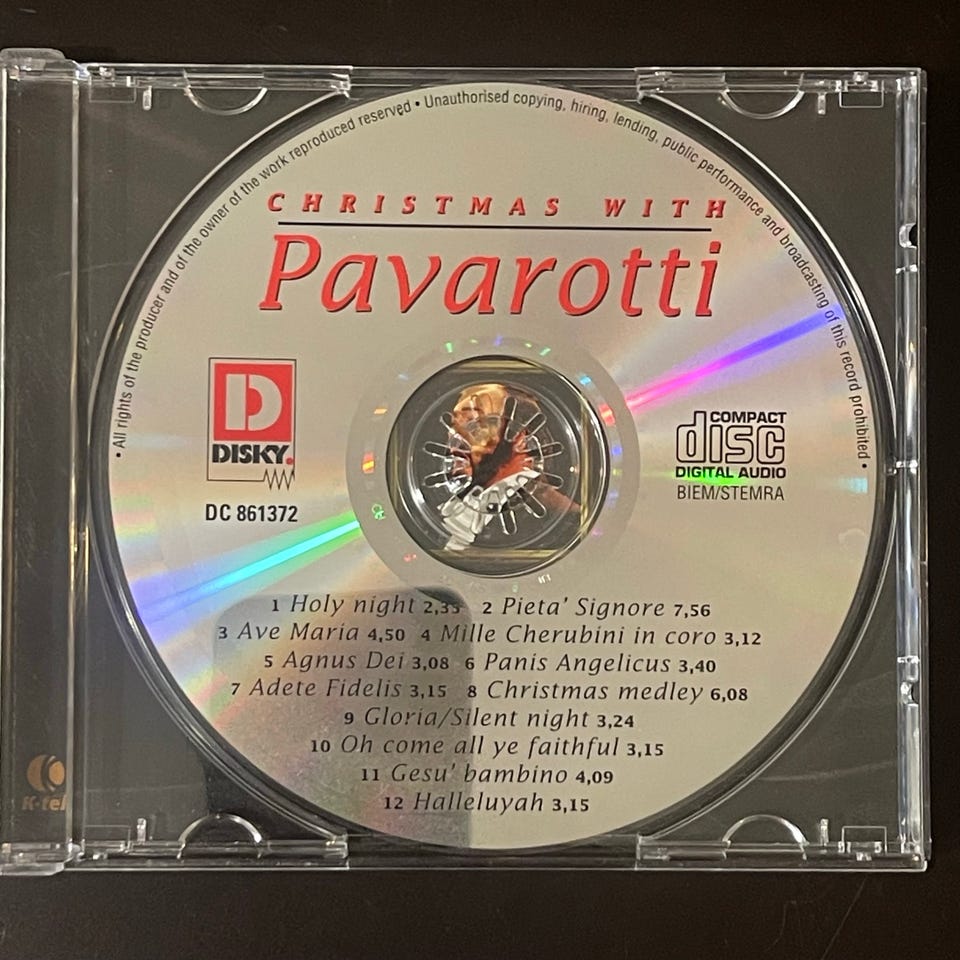 • All rights of the producer and of the owner of the work reproduced reserved • Unauthorised copying, hiring, lending, public performance and broadcasting of this record prohibited •
CHRISTMAS WITH
Pavarotti
D
DISKY.
DC 861372
COMPACT
disc
DIGITAL AUDIO
BIEM/STEMRA
1 Holy night 2,35 2 Pieta' Signore 7,56
3 Ave Maria 4,50 4 Mille Cherubini in coro 3,12
5 Agnus Dei 3,08 6 Panis Angelicus 3,40
7 Adete Fidelis 3,15 8 Christmas medley 6,08
9 Gloria/Silent night 3,24
10 Oh come all ye faithful 3,15
11 Gesu' bambino 4,09
12 Halleluyah 3,15
K-tel